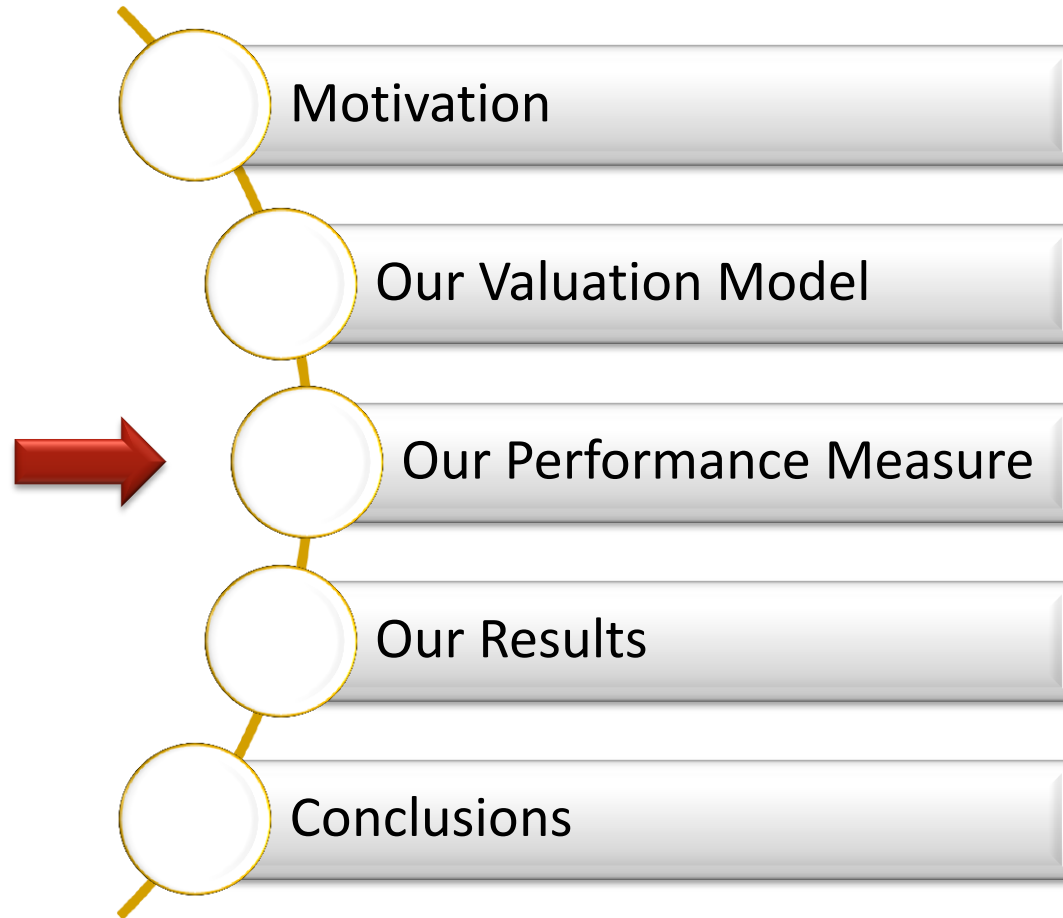 Motivation
Our Valuation Model
Our Performance Measure
Our Results
Conclusions